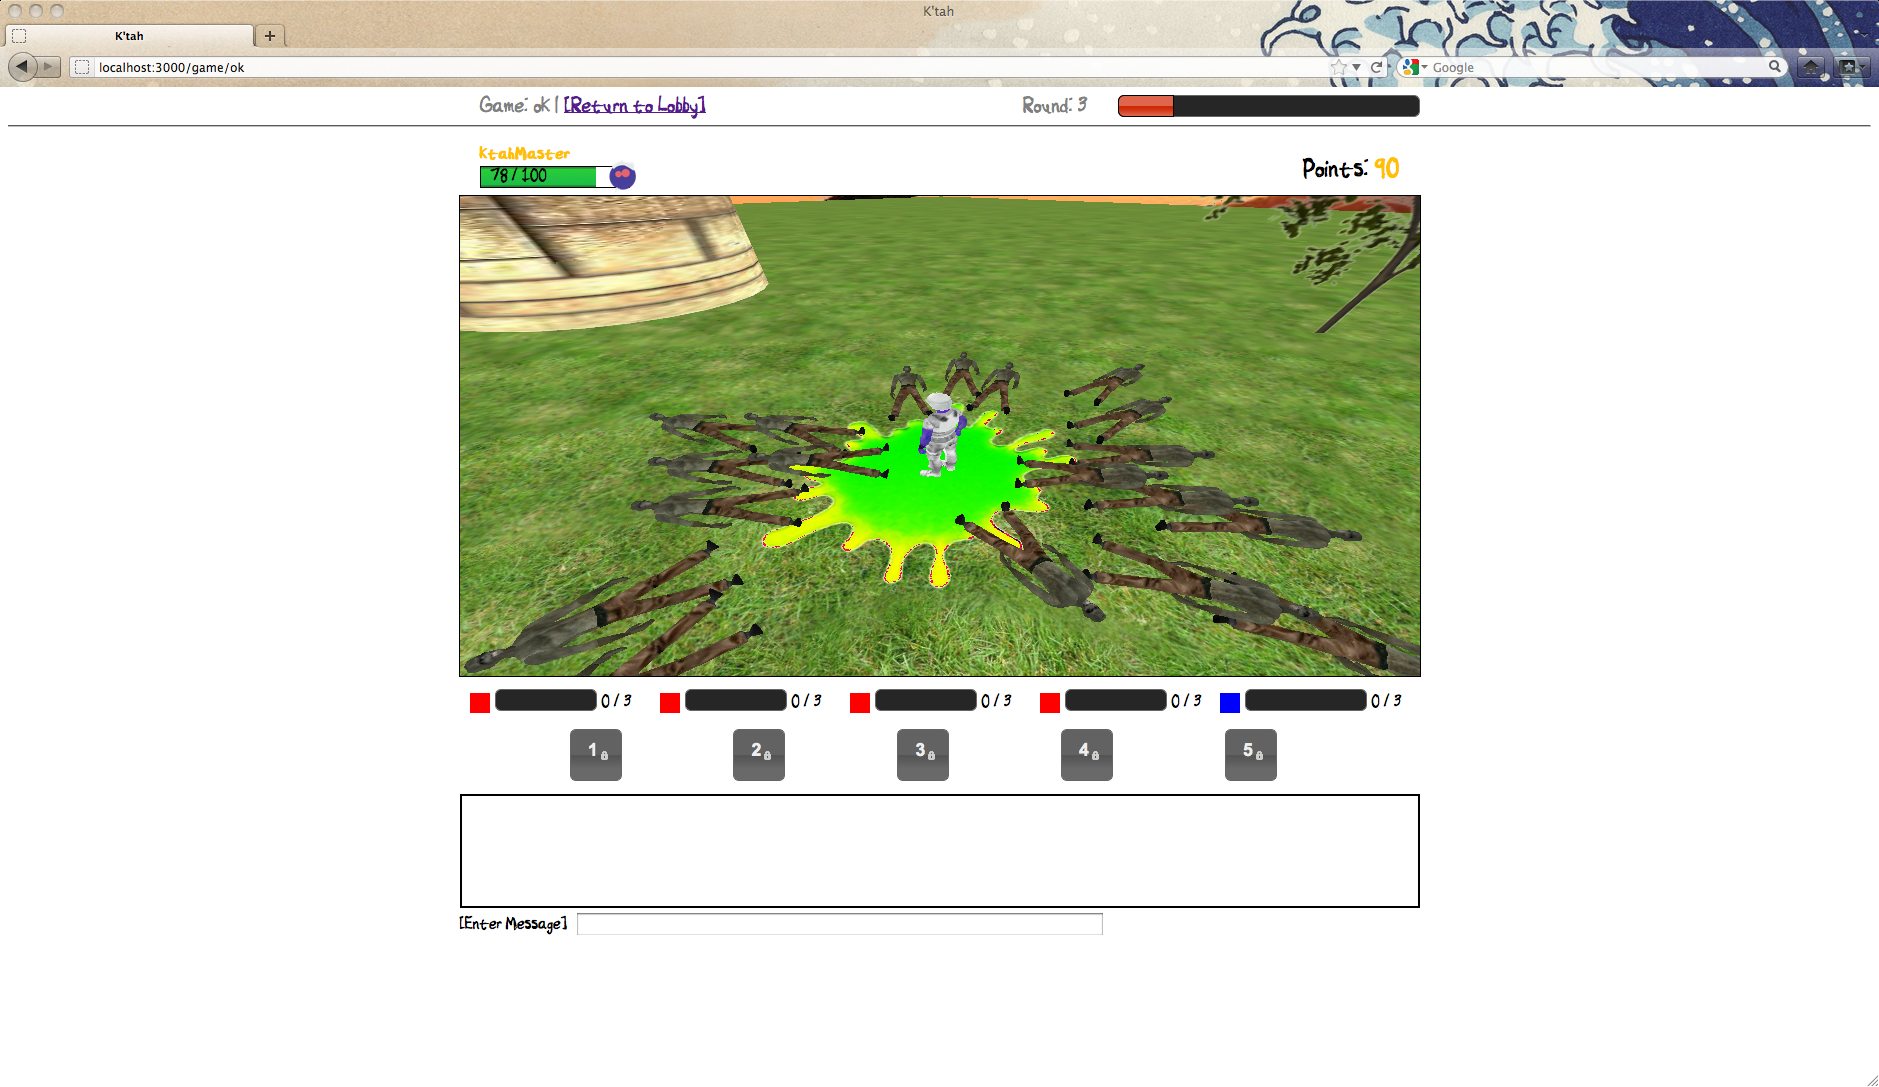 K'tah
K'tah
localhost:3000/game/ok
Google
Game: ok | [Return to Lobby]
Round: 3
KtahMaster
78 / 100
Points: 90
0 / 3
0 / 3
0 / 3
0 / 3
0 / 3
1
2
3
4
5
[Enter Message]